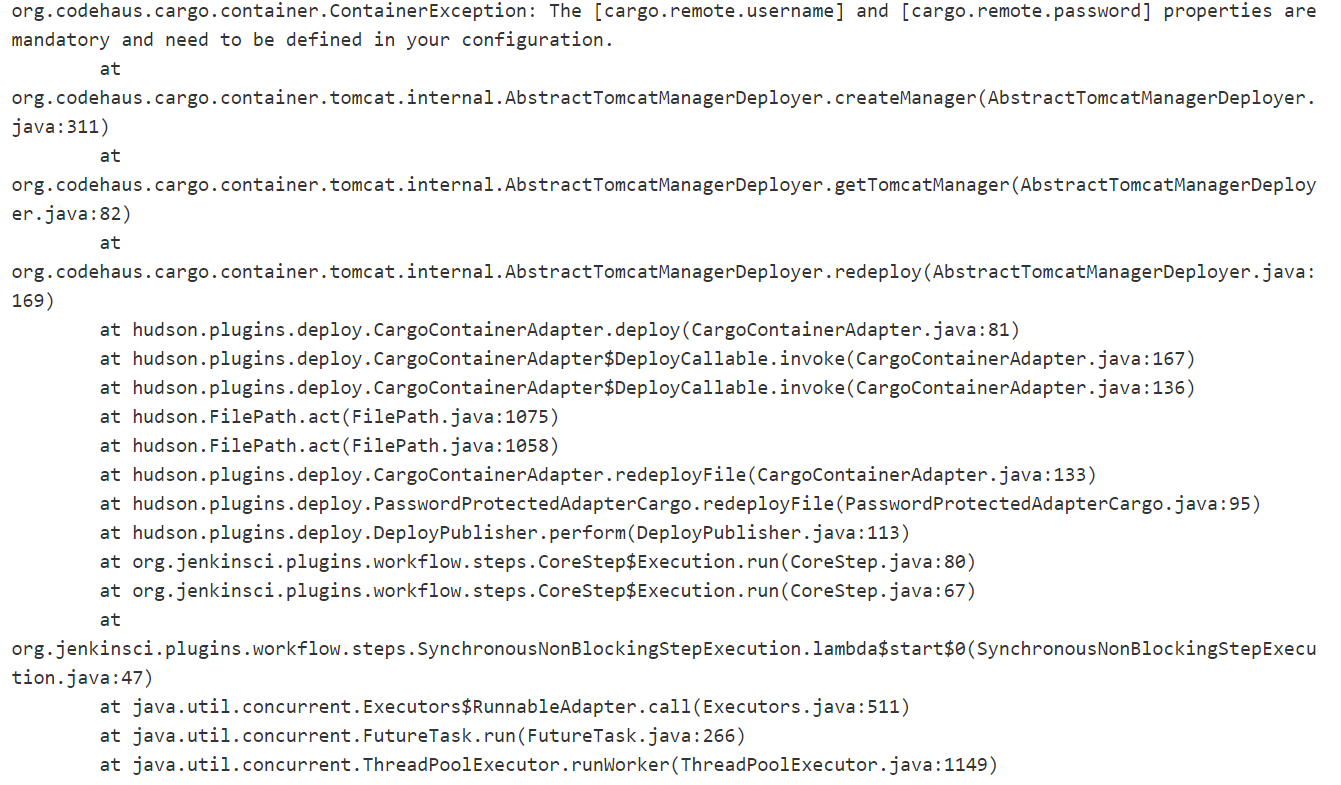 org.codehaus.cargo.container.ContainerException: The [cargo.remote.username] and [cargo.remote.password] properties are
mandatory and need to be defined in your configuration.
at
org.codehaus.cargo.container.tomcat.internal.AbstractTomcatManagerDeployer.createManager(AbstractTomcatManagerDeployer.
java:311)
at
org.codehaus.cargo.container.tomcat.internal.AbstractTomcatManagerDeployer.getTomcatManager(AbstractTomcatManagerDeploy
er.java:82)
at
org.codehaus.cargo.container.tomcat.internal.AbstractTomcatManagerDeployer.redeploy(AbstractTomcatManagerDeployer.java:
169)
at hudson.plugins.deploy.CargoContainerAdapter.deploy(CargoContainerAdapter.java:81)
at hudson.plugins.deploy.CargoContainerAdapter$DeployCallable.invoke(CargoContainerAdapter.java:167)
at hudson.plugins.deploy.CargoContainerAdapter$DeployCallable.invoke(CargoContainerAdapter.java:136)
at hudson.FilePath.act(FilePath.java:1075)
at hudson.FilePath.act(FilePath.java:1058)
at hudson.plugins.deploy.CargoContainerAdapter.redeployFile(CargoContainerAdapter.java:133)
at hudson.plugins.deploy.PasswordProtectedAdapterCargo.redeployFile(PasswordProtectedAdapterCargo.java:95)
at hudson.plugins.deploy.DeployPublisher.perform(DeployPublisher.java:113)
at org.jenkinsci.plugins.workflow.steps.CoreStep$Execution.run(CoreStep.java:80)
at org.jenkinsci.plugins.workflow.steps.CoreStep$Execution.run(CoreStep.java:67)
at
org.jenkinsci.plugins.workflow.steps.SynchronousNonBlockingStepExecution.lambda$start$0(SynchronousNonBlockingStepExecu
tion.java:47)
at java.util.concurrent.Executors$RunnableAdapter.call(Executors.java:511)
at java.util.concurrent.FutureTask.run(FutureTask.java:266)
at java.util.concurrent.ThreadPoolExecutor.runWorker(ThreadPoolExecutor.java:1149)